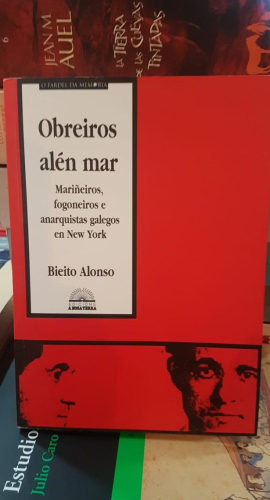 JEAN M.
AUEL
LA TIERRA
DE LAS CUEVAS
PINTADAS
O FARDEL DA MEMORIA
Obreiros
alén mar
Mariñeiros,
fogoneiros e
anarquistas galegos
en New York
Bieito Alonso
EDICIÓNS
A NOSA TERRA
Estudio
Julio Caro